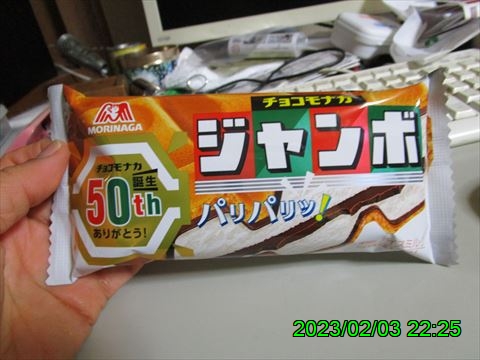 チョコモナカ
ジャンボ
MORINAGA
チョコモナカ
50th
誕生
ありがとう!
パリパリッ!
2023/02/03 22:25